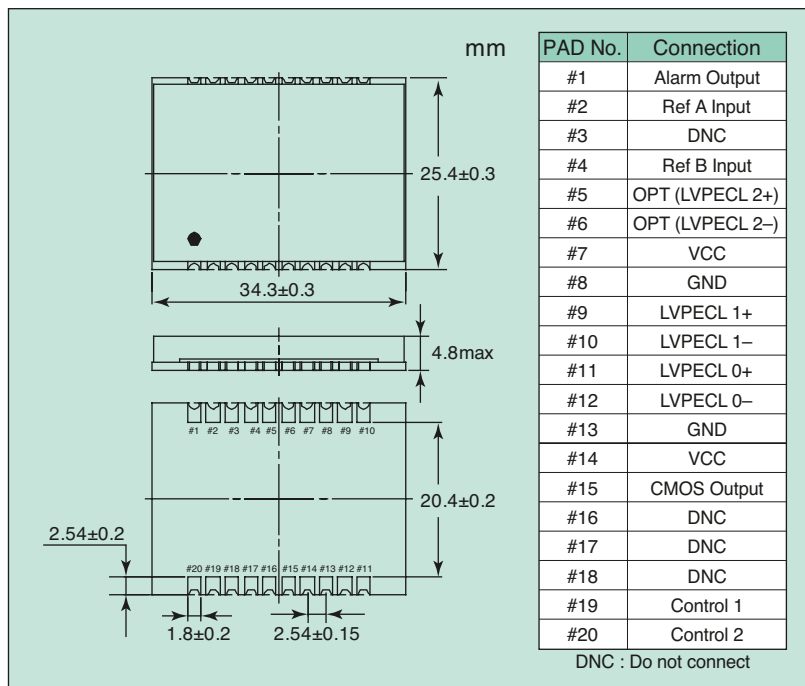 mm
25.4±0.3
34.3±0.3
4.8max
#1 #2 #3 #4 #5 #6 #7 #8 #9 #10
20.4±0.2
2.54±0.2
#20 #19 #18 #17 #16 #15 #14 #13 #12 #11
1.8±0.2
2.54±0.15
PAD No. Connection
#1 Alarm Output
#2 Ref A Input
#3 DNC
#4 Ref B Input
#5 OPT (LVPECL 2+)
#6 OPT (LVPECL 2–)
#7 VCC
#8 GND
#9 LVPECL 1+
#10 LVPECL 1–
#11 LVPECL 0+
#12 LVPECL 0–
#13 GND
#14 VCC
#15 CMOS Output
#16 DNC
#17 DNC
#18 DNC
#19 Control 1
#20 Control 2
DNC : Do not connect